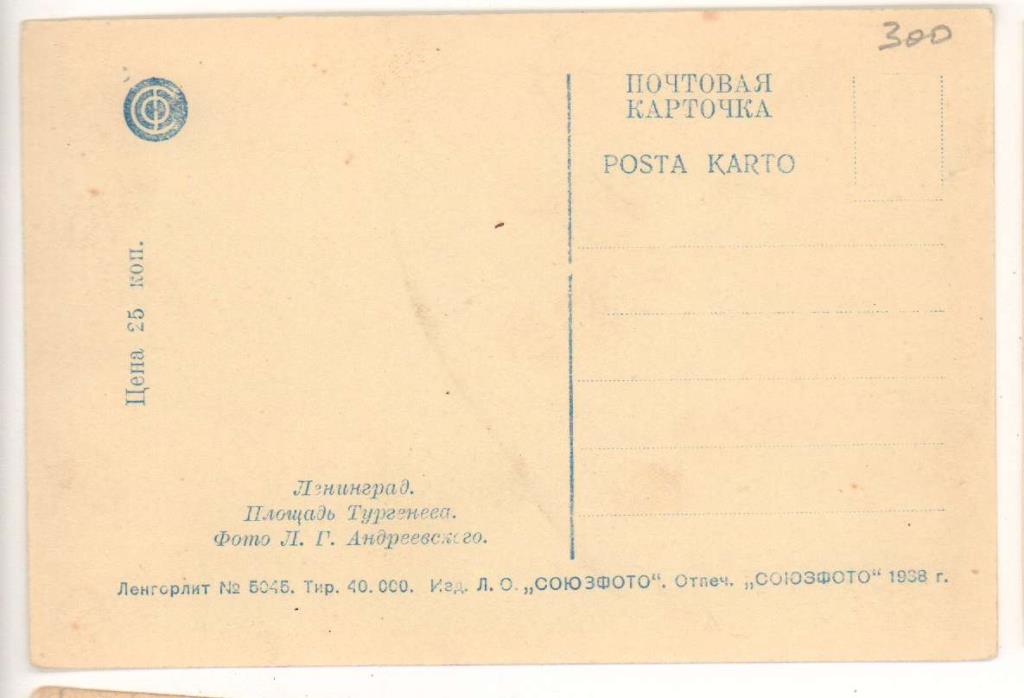 300
ПОЧТОВАЯ
КАРТОЧКА
POSTA KARTO
Цена 25 коп.
Ленинград.
Площадь Тургенева.
Фото Л. Г. Андреевского.
Ленгорлит № 5045. Тир. 40.000. Изд. Л. О. „СОЮЗФОТО“. Отпеч. „СОЮЗФОТО“ 1938 г.